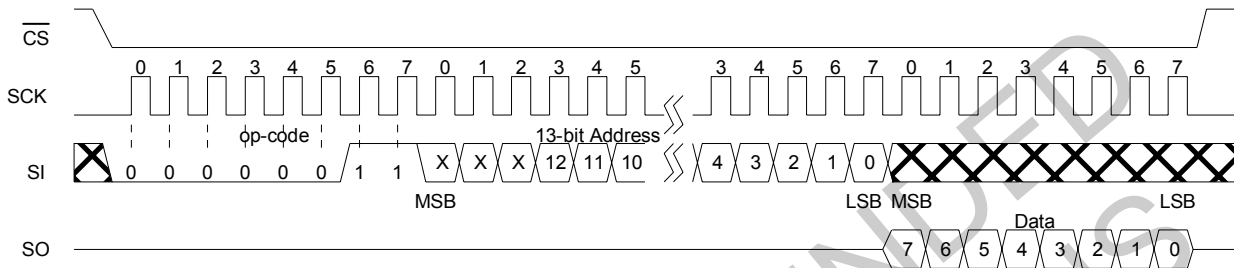 CS
0 1 2 3 4 5 6 7 0 1 2 3 4 5 3 4 5 6 7 0 1 2 3 4 5 6 7
SCK
op-code 13-bit Address
SI 0 0 0 0 0 0 1 1 X X X 12 11 10 4 3 2 1 0
MSB LSB MSB LSB
Data
SO 7 6 5 4 3 2 1 0